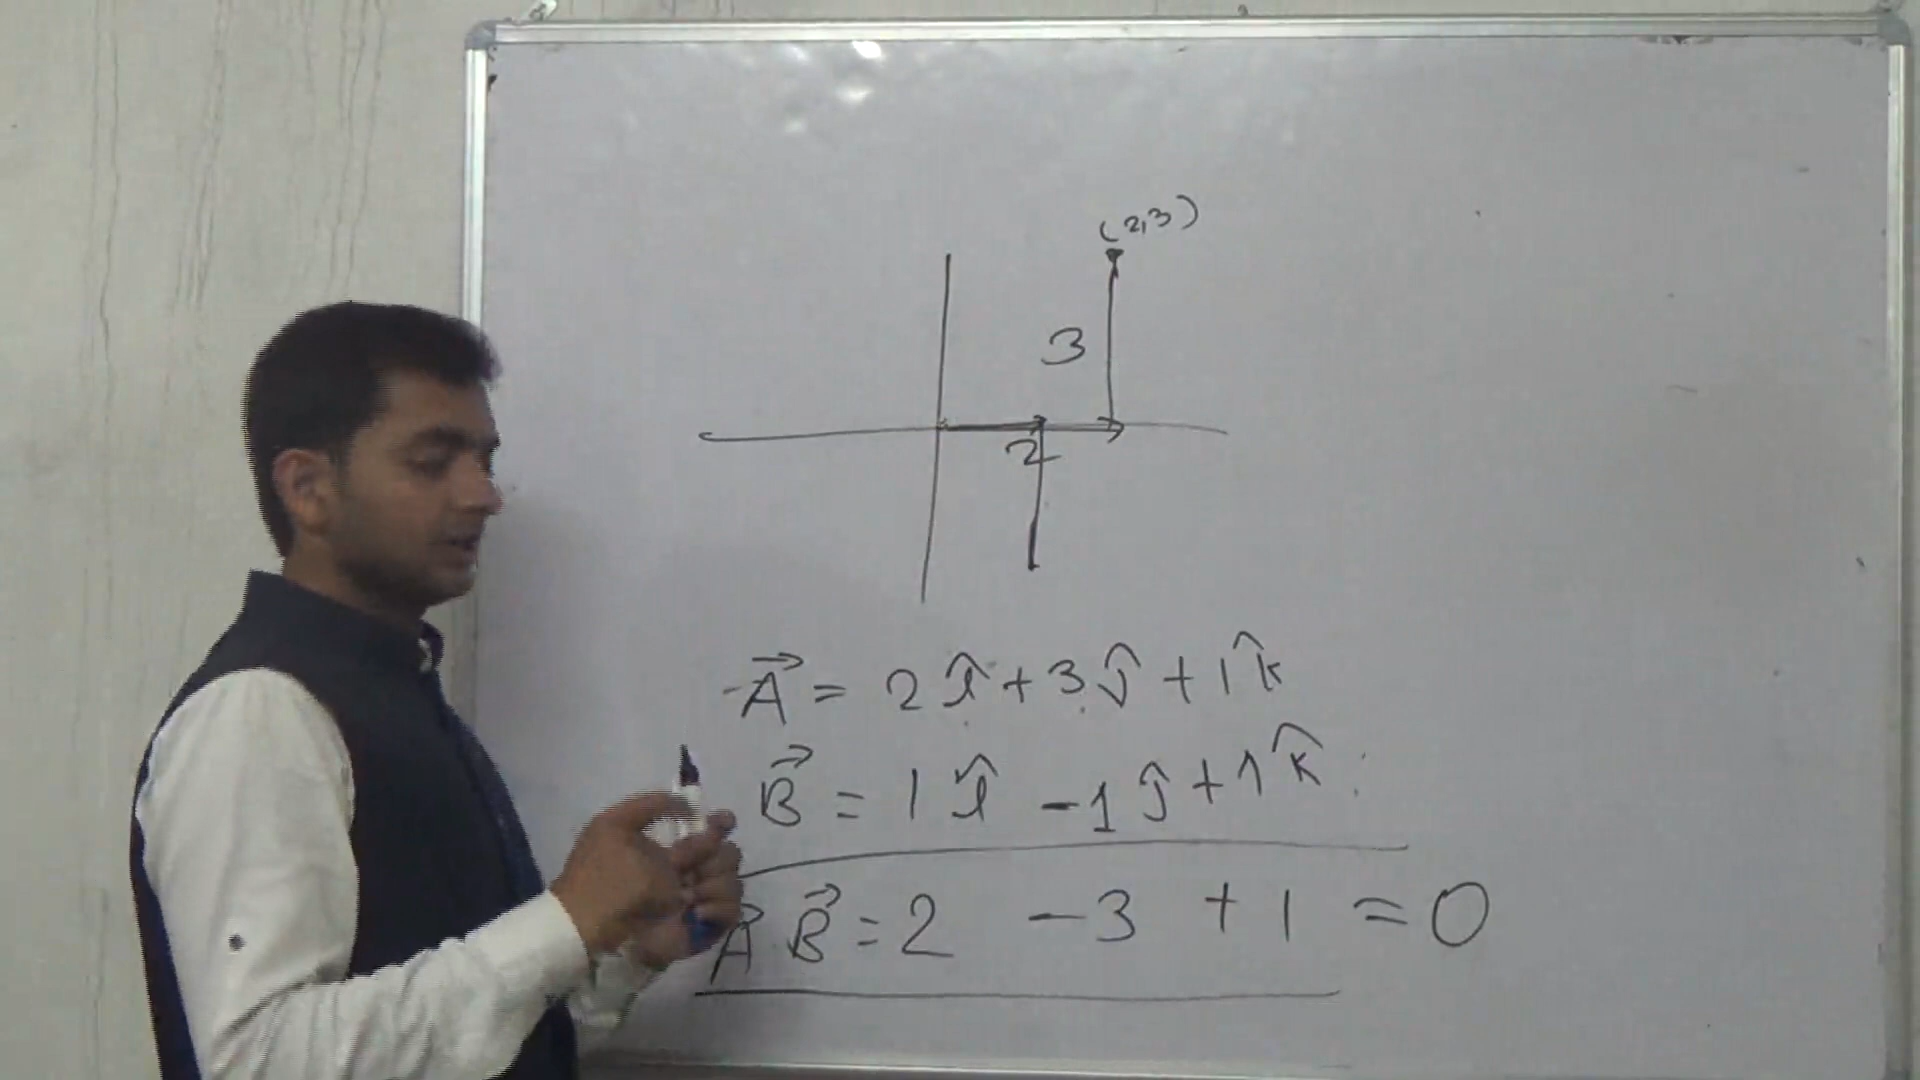 (2,3)
3
2
A⃗ = 2î + 3ĵ + 1k̂
B⃗ = 1î - 1ĵ + 1k̂
A⃗ B⃗ = 2 - 3 + 1 = 0